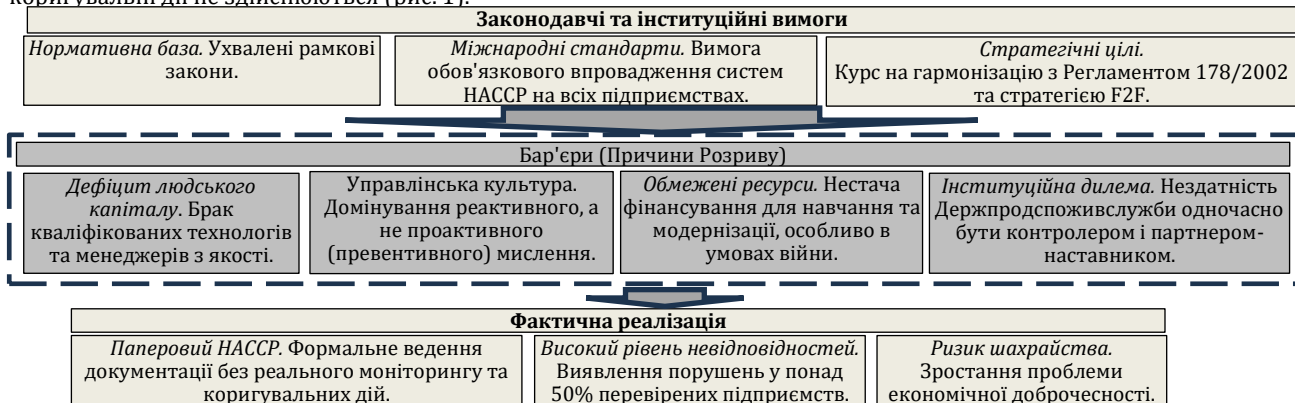 коригувальні дії не здійснюються (рис. 1).
Законодавчі та інституційні вимоги
Нормативна база. Ухвалені рамкові
закони.
Міжнародні стандарти. Вимога
обов'язкового впровадження систем
НАССР на всіх підприємствах.
Стратегічні цілі.
Курс на гармонізацію з Регламентом 178/2002
та стратегією F2F.
Бар'єри (Причини Розриву)
Дефіцит людського
капіталу. Брак
кваліфікованих технологів
та менеджерів з якості.
Управлінська культура.
Домінування реактивного, а
не проактивного
(превентивного) мислення.
Обмежені ресурси. Нестача
фінансування для навчання та
модернізації, особливо в
умовах війни.
Інституційна дилема. Нездатність
Держпродспоживслужби одночасно
бути контролером і партнером-
наставником.
Фактична реалізація
Паперовий НАССР. Формальне ведення
документації без реального моніторингу та
коригувальних дій.
Високий рівень невідповідностей.
Виявлення порушень у понад
50% перевірених підприємств.
Ризик шахрайства.
Зростання проблеми
економічної доброчесності.